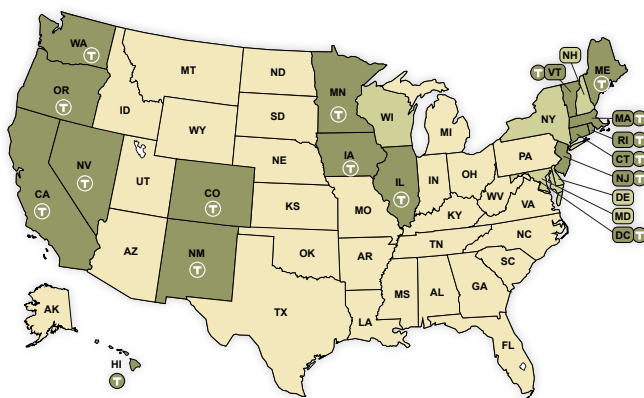 WA T
MT
ND
MN T
VT T
NH
ME T
OR T
ID
SD
WI
MI
NY
MA T
RI T
CT T
NJ T
DE
MD
DC T
WY
NE
IA T
PA
NV T
UT
CO T
IL T
IN
OH
CA T
KS
MO
WV
VA
KY
AZ
NM T
OK
AR
TN
NC
SC
MS
AL
GA
TX
LA
AK
FL
HI T